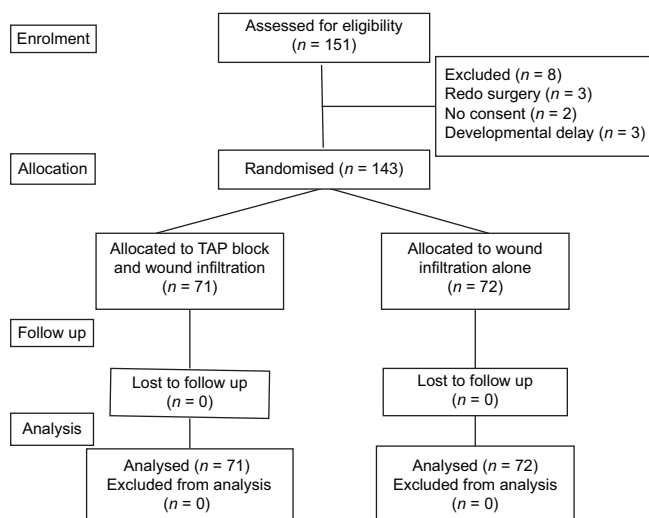 Enrolment
Assessed for eligibility
(n = 151)
Excluded (n = 8)
Redo surgery (n = 3)
No consent (n = 2)
Developmental delay (n = 3)
Allocation
Randomised (n = 143)
Allocated to TAP block
and wound infiltration
(n = 71)
Allocated to wound
infiltration alone
(n = 72)
Follow up
Lost to follow up
(n = 0)
Lost to follow up
(n = 0)
Analysis
Analysed (n = 71)
Excluded from analysis
(n = 0)
Analysed (n = 72)
Excluded from analysis
(n = 0)